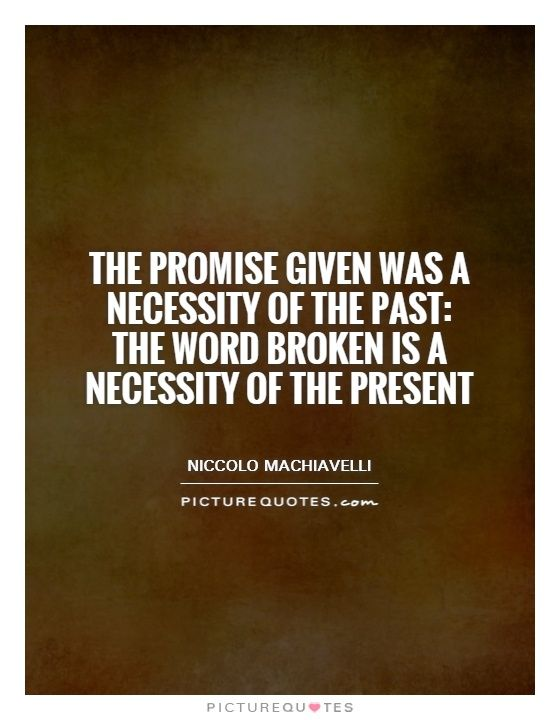 THE PROMISE GIVEN WAS A
NECESSITY OF THE PAST:
THE WORD BROKEN IS A
NECESSITY OF THE PRESENT
NICCOLO MACHIAVELLI
PICTUREQUOTES.com
PICTUREQUOTES